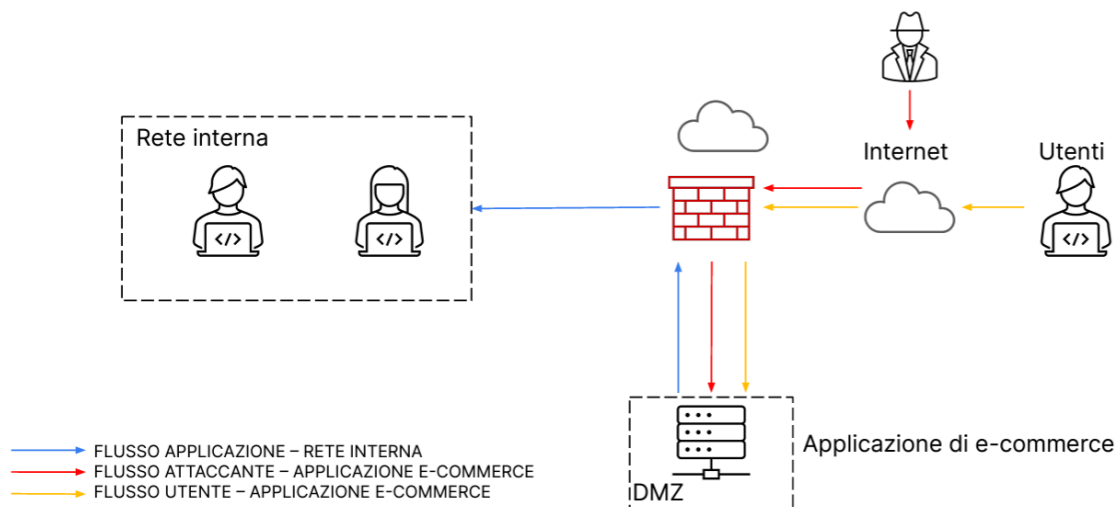 Rete interna
Internet
Utenti
</>
</>
Applicazione di e-commerce
DMZ
FLUSSO APPLICAZIONE – RETE INTERNA
FLUSSO ATTACCANTE – APPLICAZIONE E-COMMERCE
FLUSSO UTENTE – APPLICAZIONE E-COMMERCE